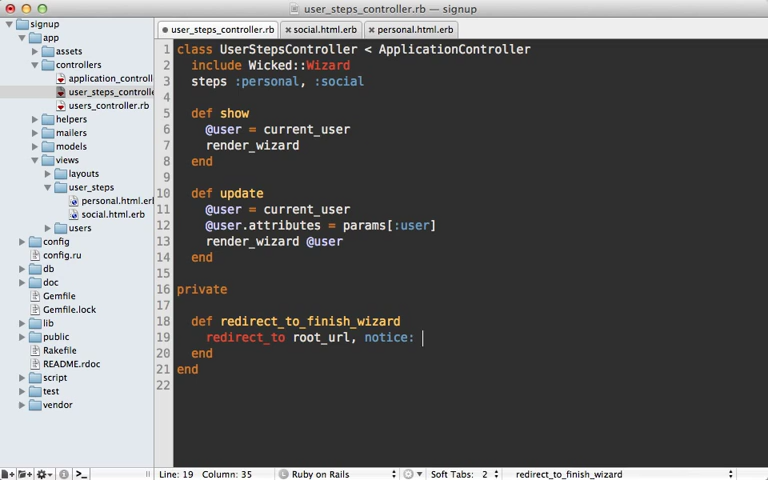 user_steps_controller.rb — signup
signup
app
assets
controllers
application_controll
user_steps_controlle
users_controller.rb
helpers
mailers
models
views
layouts
user_steps
personal.html.erl
social.html.erb
users
config
config.ru
db
doc
Gemfile
Gemfile.lock
lib
public
Rakefile
README.rdoc
script
test
vendor
user_steps_controller.rb
social.html.erb
personal.html.erb
1 class UserStepsController < ApplicationController
2 include Wicked::Wizard
3 steps :personal, :social
4
5 def show
6 @user = current_user
7 render_wizard
8 end
9
10 def update
11 @user = current_user
12 @user.attributes = params[:user]
13 render_wizard @user
14 end
15
16 private
17
18 def redirect_to_finish_wizard
19 redirect_to root_url, notice:
20 end
21 end
22
Line: 19 Column: 35 Ruby on Rails Soft Tabs: 2 redirect_to_finish_wizard